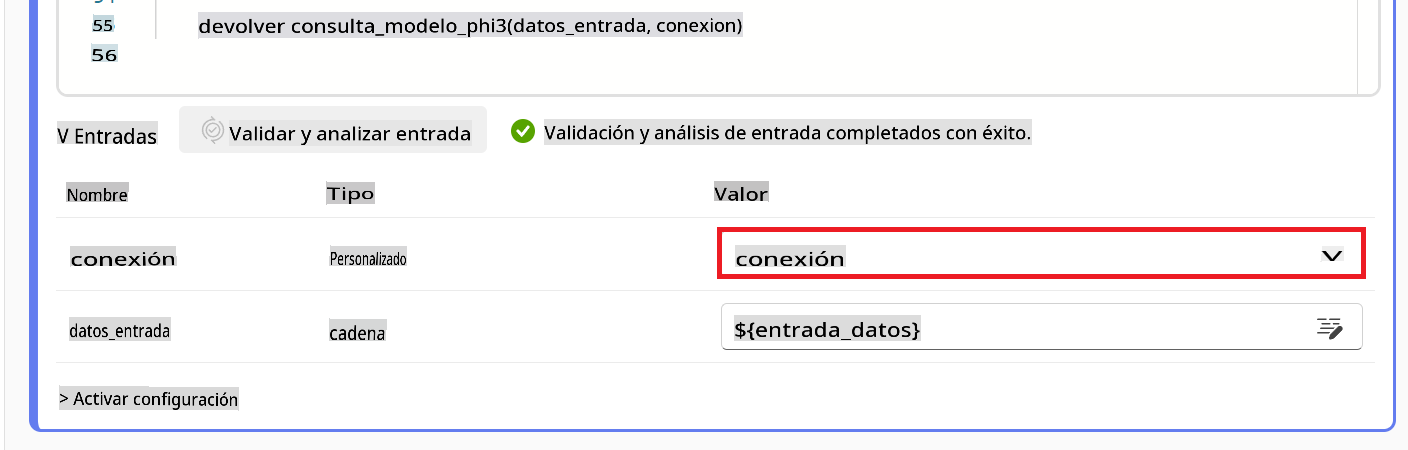 55 devolver consulta_modelo_phi3(datos_entrada, conexion)
56
V Entradas Validar y analizar entrada Validación y análisis de entrada completados con éxito.
Nombre Tipo Valor
conexión Personalizado conexión
datos_entrada cadena ${entrada_datos}
> Activar configuración